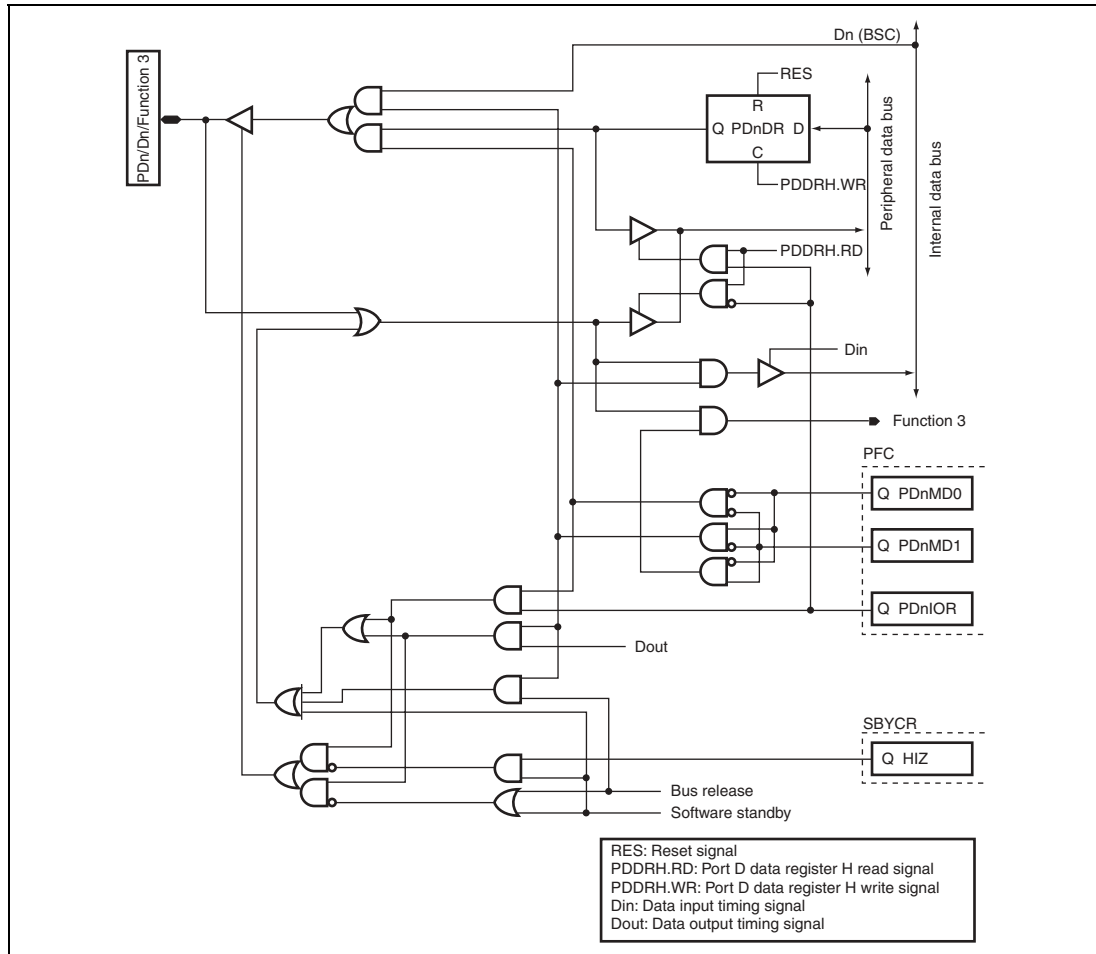 Dn (BSC)
PDn/Dn/Function 3
RES
R
Q PDnDR D
C
PDDRH.WR
Peripheral data bus
Internal data bus
PDDRH.RD
Din
Function 3
PFC
Q PDnMD0
Q PDnMD1
Q PDnIOR
Dout
SBYCR
Q HIZ
Bus release
Software standby
RES: Reset signal
PDDRH.RD: Port D data register H read signal
PDDRH.WR: Port D data register H write signal
Din: Data input timing signal
Dout: Data output timing signal